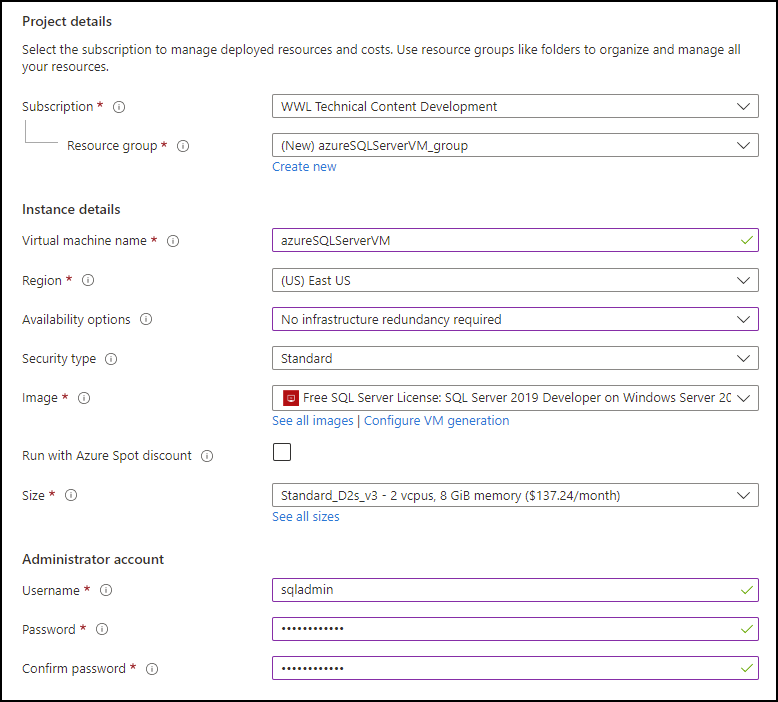 Project details
Select the subscription to manage deployed resources and costs. Use resource groups like folders to organize and manage all
your resources.
Subscription *
WWL Technical Content Development
Resource group *
(New) azureSQLServerVM_group
Create new
Instance details
Virtual machine name *
azureSQLServerVM
Region *
(US) East US
Availability options
No infrastructure redundancy required
Security type
Standard
Image *
Free SQL Server License: SQL Server 2019 Developer on Windows Server 20
See all images | Configure VM generation
Run with Azure Spot discount
Size *
Standard_D2s_v3 - 2 vcpus, 8 GiB memory ($137.24/month)
See all sizes
Administrator account
Username *
sqladmin
Password *
••••••••••••
Confirm password *
••••••••••••